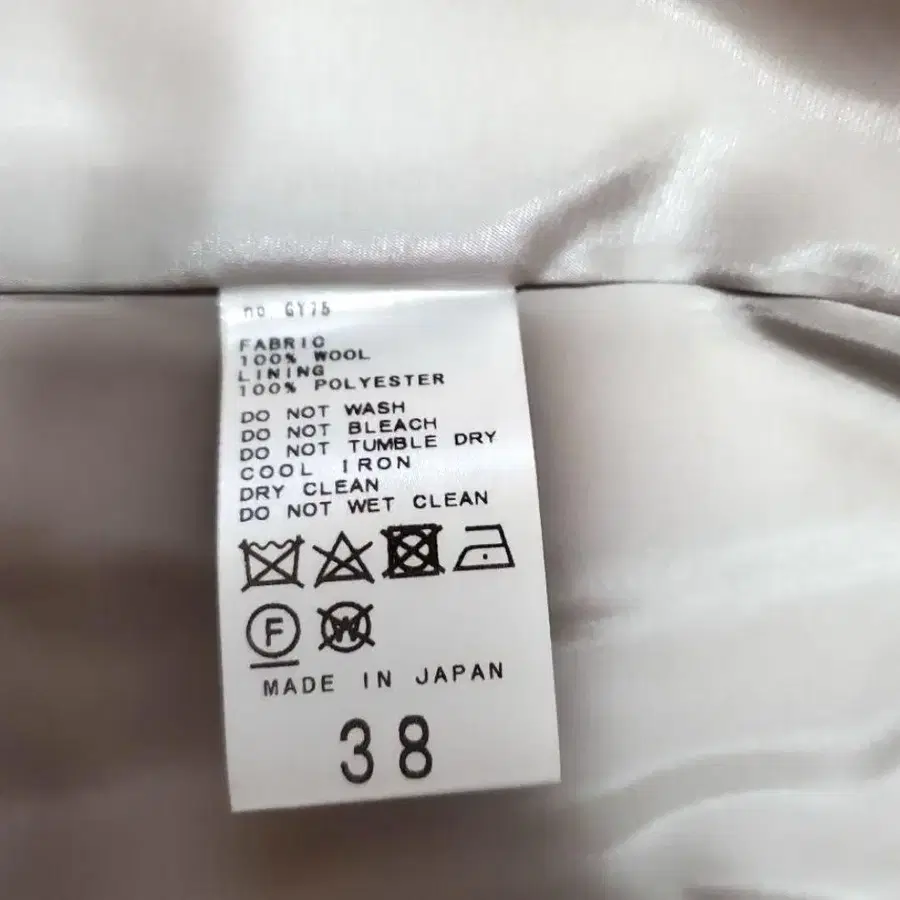 no. GY75
FABRIC
100% WOOL
LINING
100% POLYESTER
DO NOT WASH
DO NOT BLEACH
DO NOT TUMBLE DRY
COOL IRON
DRY CLEAN
DO NOT WET CLEAN
F W
MADE IN JAPAN
38